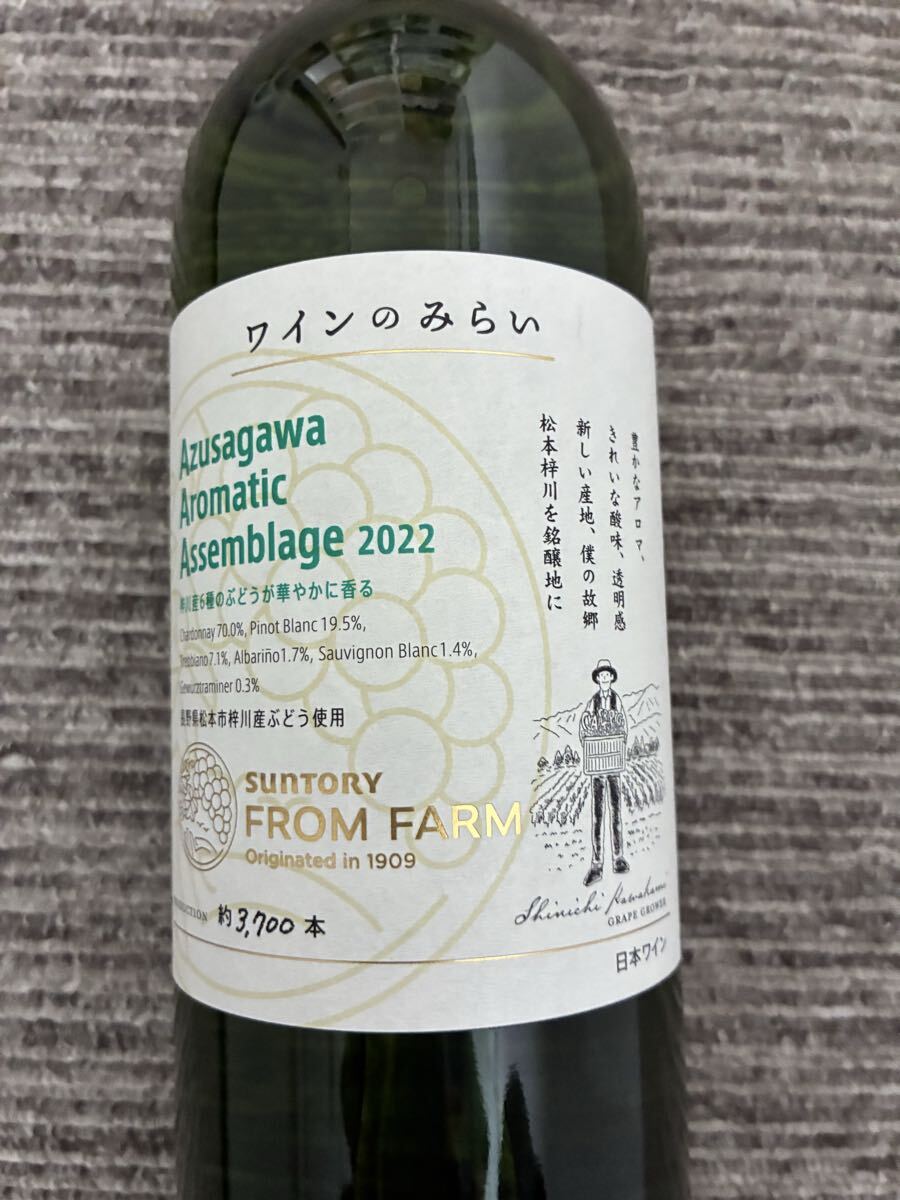 ワインのみらい
Azusagawa
Aromatic
Assemblage 2022
梓川産6種のぶどうが華やかに香る
Chardonnay 70.0%, Pinot Blanc 19.5%,
Trebbiano 7.1%, Albariño 1.7%, Sauvignon Blanc 1.4%,
Gewurztraminer 0.3%
長野県松本市梓川産ぶどう使用
豊かなアロマ、
きれいな酸味、透明感
新しい産地、僕の故郷
松本梓川を銘醸地に
SUNTORY
FROM FARM
Originated in 1909
PRODUCTION 約3,700本
Shinichi Kawakami
GRAPE GROWER
日本ワイン